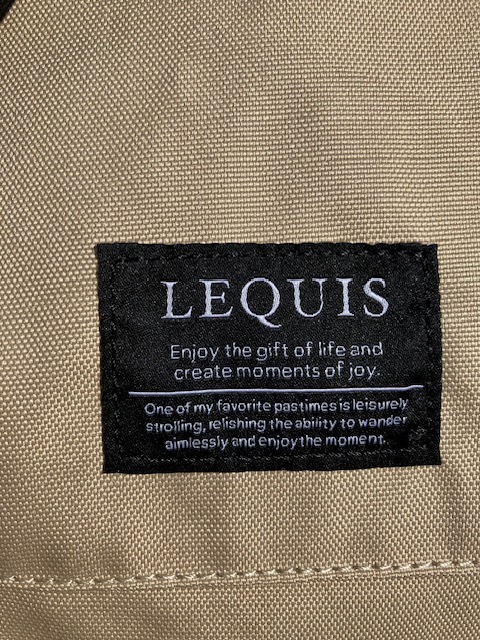 LEQUIS
Enjoy the gift of life and
create moments of joy.
One of my favorite pastimes is leisurely
strolling, relishing the ability to wander
aimlessly and enjoy the moment.